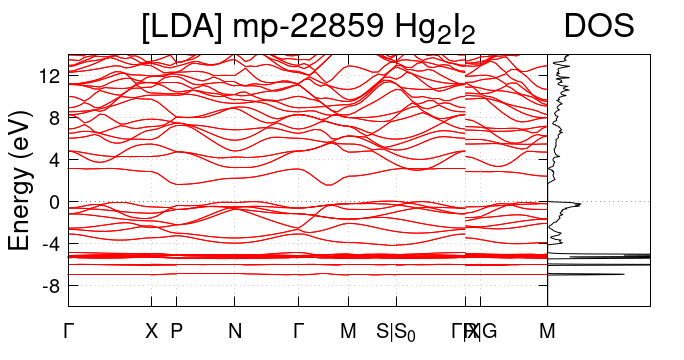 [LDA] mp-22859 Hg2I2 DOS
Energy (eV)
12
8
4
0
-4
-8
Γ X P N Γ M S|S0 Γ|X|G M